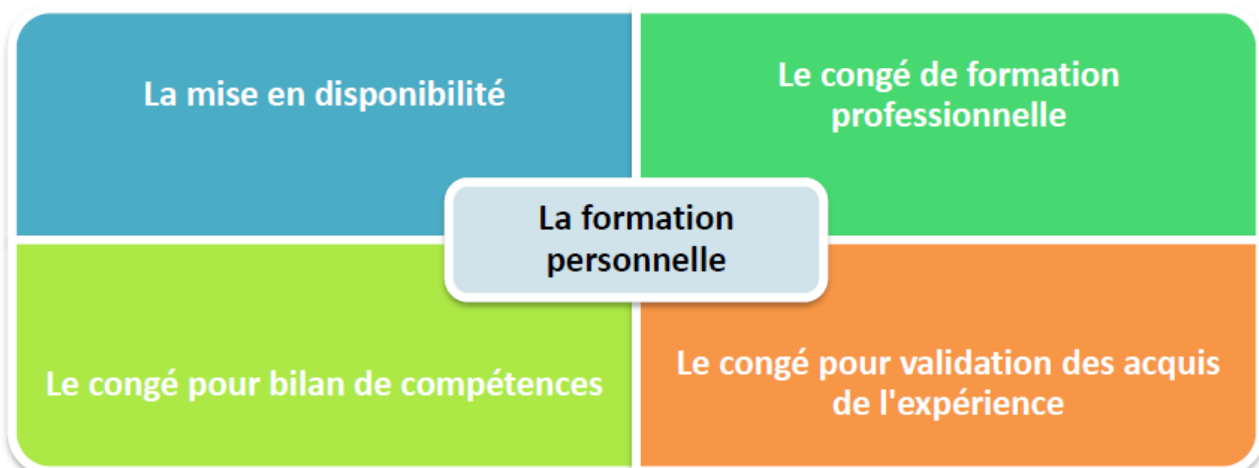 La mise en disponibilité
Le congé de formation
professionnelle
La formation
personnelle
Le congé pour bilan de compétences
Le congé pour validation des acquis
de l'expérience